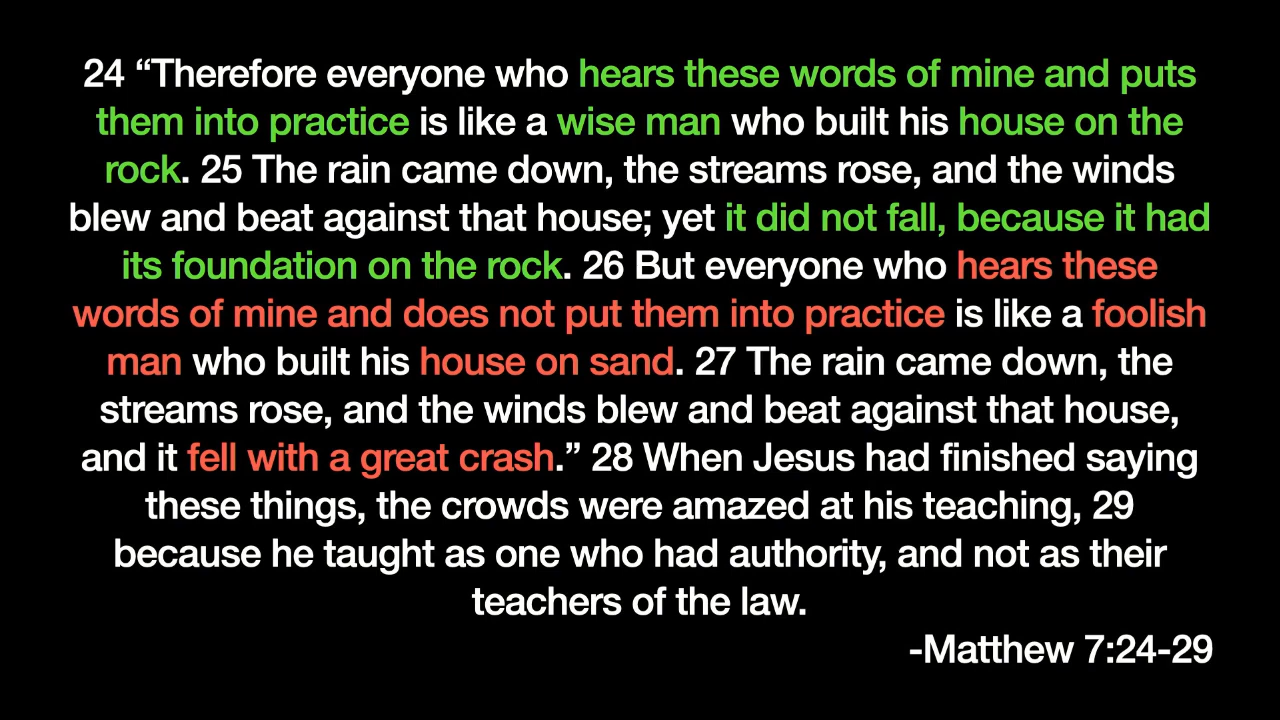 24 “Therefore everyone who hears these words of mine and puts
them into practice is like a wise man who built his house on the
rock. 25 The rain came down, the streams rose, and the winds
blew and beat against that house; yet it did not fall, because it had
its foundation on the rock. 26 But everyone who hears these
words of mine and does not put them into practice is like a foolish
man who built his house on sand. 27 The rain came down, the
streams rose, and the winds blew and beat against that house,
and it fell with a great crash.” 28 When Jesus had finished saying
these things, the crowds were amazed at his teaching, 29
because he taught as one who had authority, and not as their
teachers of the law.
-Matthew 7:24-29